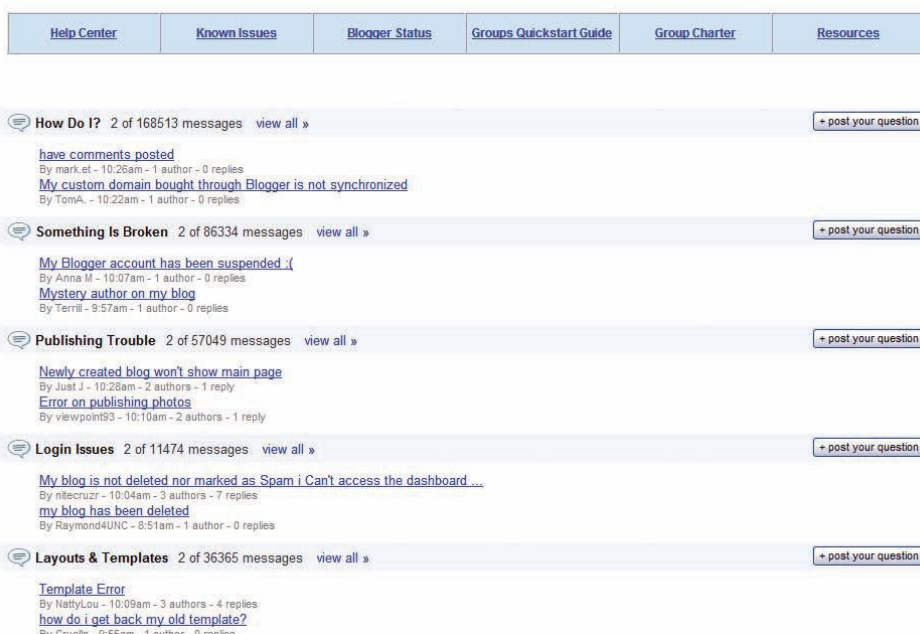 Help Center Known Issues Blogger Status Groups Quickstart Guide Group Charter Resources
How Do I? 2 of 168513 messages view all » + post your question
have comments posted
By mark.et - 10:26am - 1 author - 0 replies
My custom domain bought through Blogger is not synchronized
By TomA. - 10:22am - 1 author - 0 replies
Something Is Broken 2 of 86334 messages view all » + post your question
My Blogger account has been suspended :(
By Anna M - 10:07am - 1 author - 0 replies
Mystery author on my blog
By Terrill - 9:57am - 1 author - 0 replies
Publishing Trouble 2 of 57049 messages view all » + post your question
Newly created blog won't show main page
By Just J - 10:28am - 2 authors - 1 reply
Error on publishing photos
By viewpoint93 - 10:10am - 2 authors - 1 reply
Login Issues 2 of 11474 messages view all » + post your question
My blog is not deleted nor marked as Spam i Can't access the dashboard ...
By nitecruzr - 10:04am - 3 authors - 7 replies
my blog has been deleted
By Raymond4UNC - 8:51am - 1 author - 0 replies
Layouts & Templates 2 of 36365 messages view all » + post your question
Template Error
By NattyLou - 10:09am - 3 authors - 4 replies
how do i get back my old template?
By - 9:55am - 1 author - 0 replies